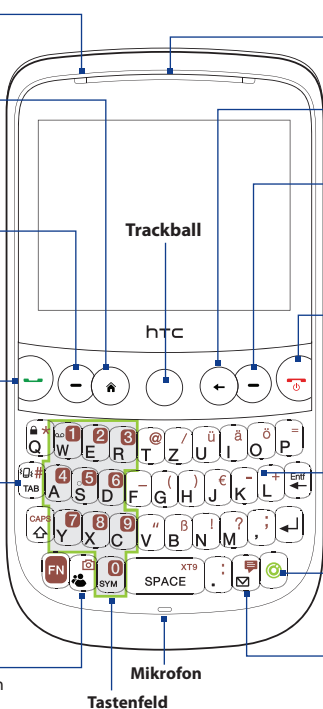 Trackball
hTC
* 1 2 3 @ / ü ä ö =
Q W E R T Z U I O P
# 4 5 6 _ ( ) € - + Entf
TAB A S D F G H J K L
CAPS 7 8 9 " ß ! ? ;
Y X C V B N M ,
FN 0 XT9 :
SYM SPACE . @
Mikrofon
n
Tastenfeld